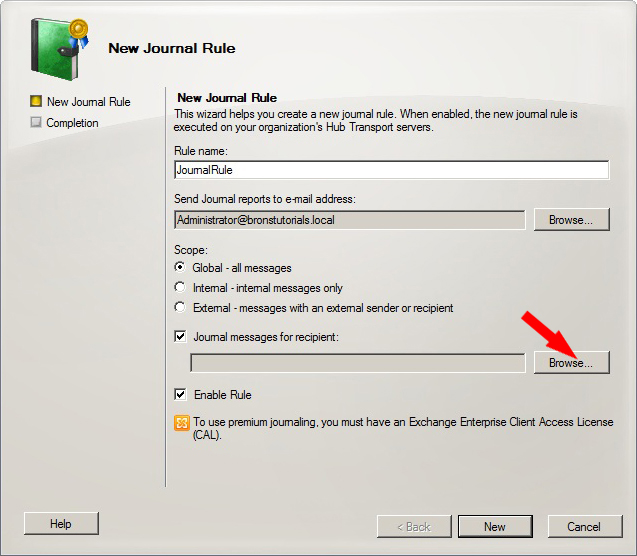 New Journal Rule
New Journal Rule
Completion
New Journal Rule
This wizard helps you create a new journal rule. When enabled, the new journal rule is
executed on your organization's Hub Transport servers.
Rule name:
JournalRule
Send Journal reports to e-mail address:
Administrator@bronstutorials.local
Browse...
Scope:
Global - all messages
Internal - internal messages only
External - messages with an external sender or recipient
Journal messages for recipient:
Browse...
Enable Rule
To use premium journaling, you must have an Exchange Enterprise Client Access License
(CAL).
Help
< Back
New
Cancel